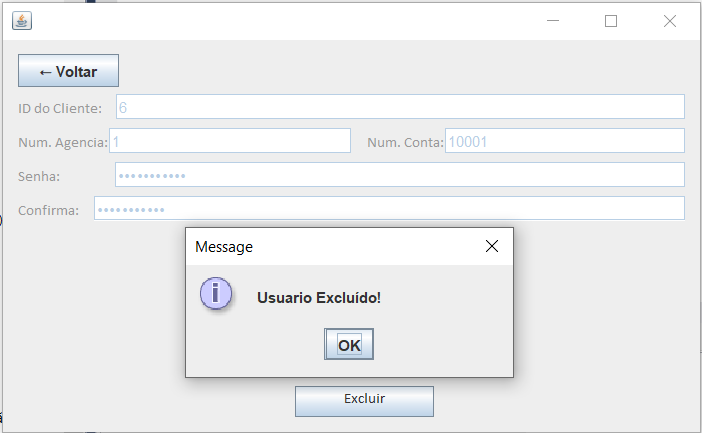 ← Voltar
ID do Cliente: 6
Num. Agencia: 1 Num. Conta: 10001
Senha: •••••••••••
Confirma: •••••••••••
Message
i
Usuario Excluído!
OK
Excluir